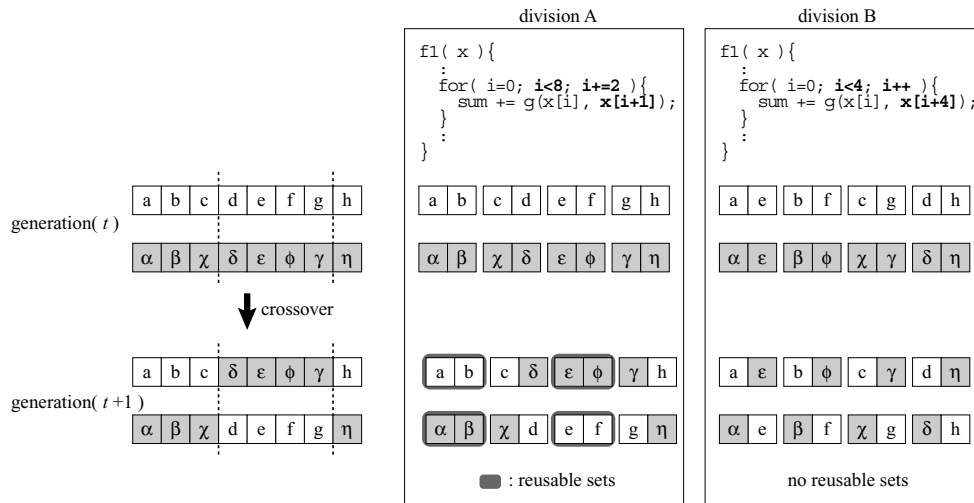 division A
f1( x ){
:
for( i=0; i<8; i+=2 ){
sum += g(x[i], x[i+1]);
}
:
}
division B
f1( x ){
:
for( i=0; i<4; i++ ){
sum += g(x[i], x[i+4]);
}
:
}
generation( t )
a b c d e f g h
α β χ δ ε ϕ γ η
crossover
generation( t +1 )
a b c δ ε ϕ γ h
α β χ d e f g η
a b c d e f g h
α β χ δ ε ϕ γ η
a b c δ ε ϕ γ h
α β χ d e f g η
: reusable sets
a e b f c g d h
α ε β ϕ χ γ δ η
a ε b ϕ c γ d η
α e β f χ g δ h
no reusable sets